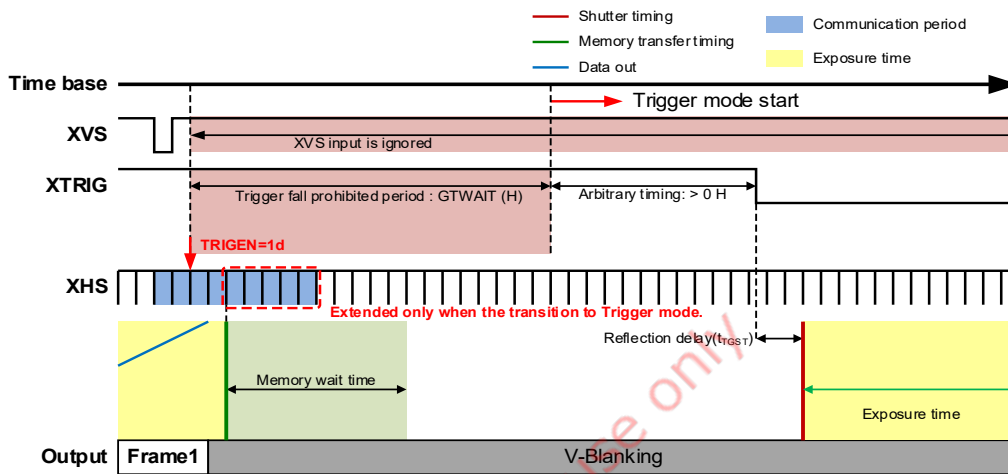 Shutter timing
Memory transfer timing
Data out
Communication period
Exposure time
Time base
Trigger mode start
XVS
XVS input is ignored
XTRIG
Trigger fall prohibited period : GTWAIT (H)
Arbitrary timing: > 0 H
TRIGEN=1d
XHS
Extended only when the transition to Trigger mode.
Reflection delay(tTGST)
Memory wait time
Exposure time
Output
Frame1
V-Blanking
only